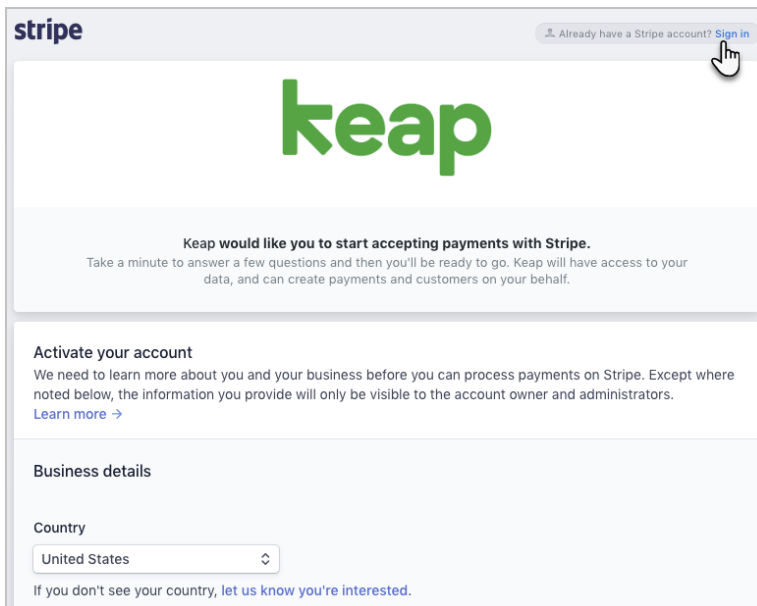 stripe
Already have a Stripe account? Sign in
keap
Keap would like you to start accepting payments with Stripe.
Take a minute to answer a few questions and then you'll be ready to go. Keap will have access to your
data, and can create payments and customers on your behalf.
Activate your account
We need to learn more about you and your business before you can process payments on Stripe. Except where
noted below, the information you provide will only be visible to the account owner and administrators.
Learn more →
Business details
Country
United States
If you don't see your country, let us know you're interested.